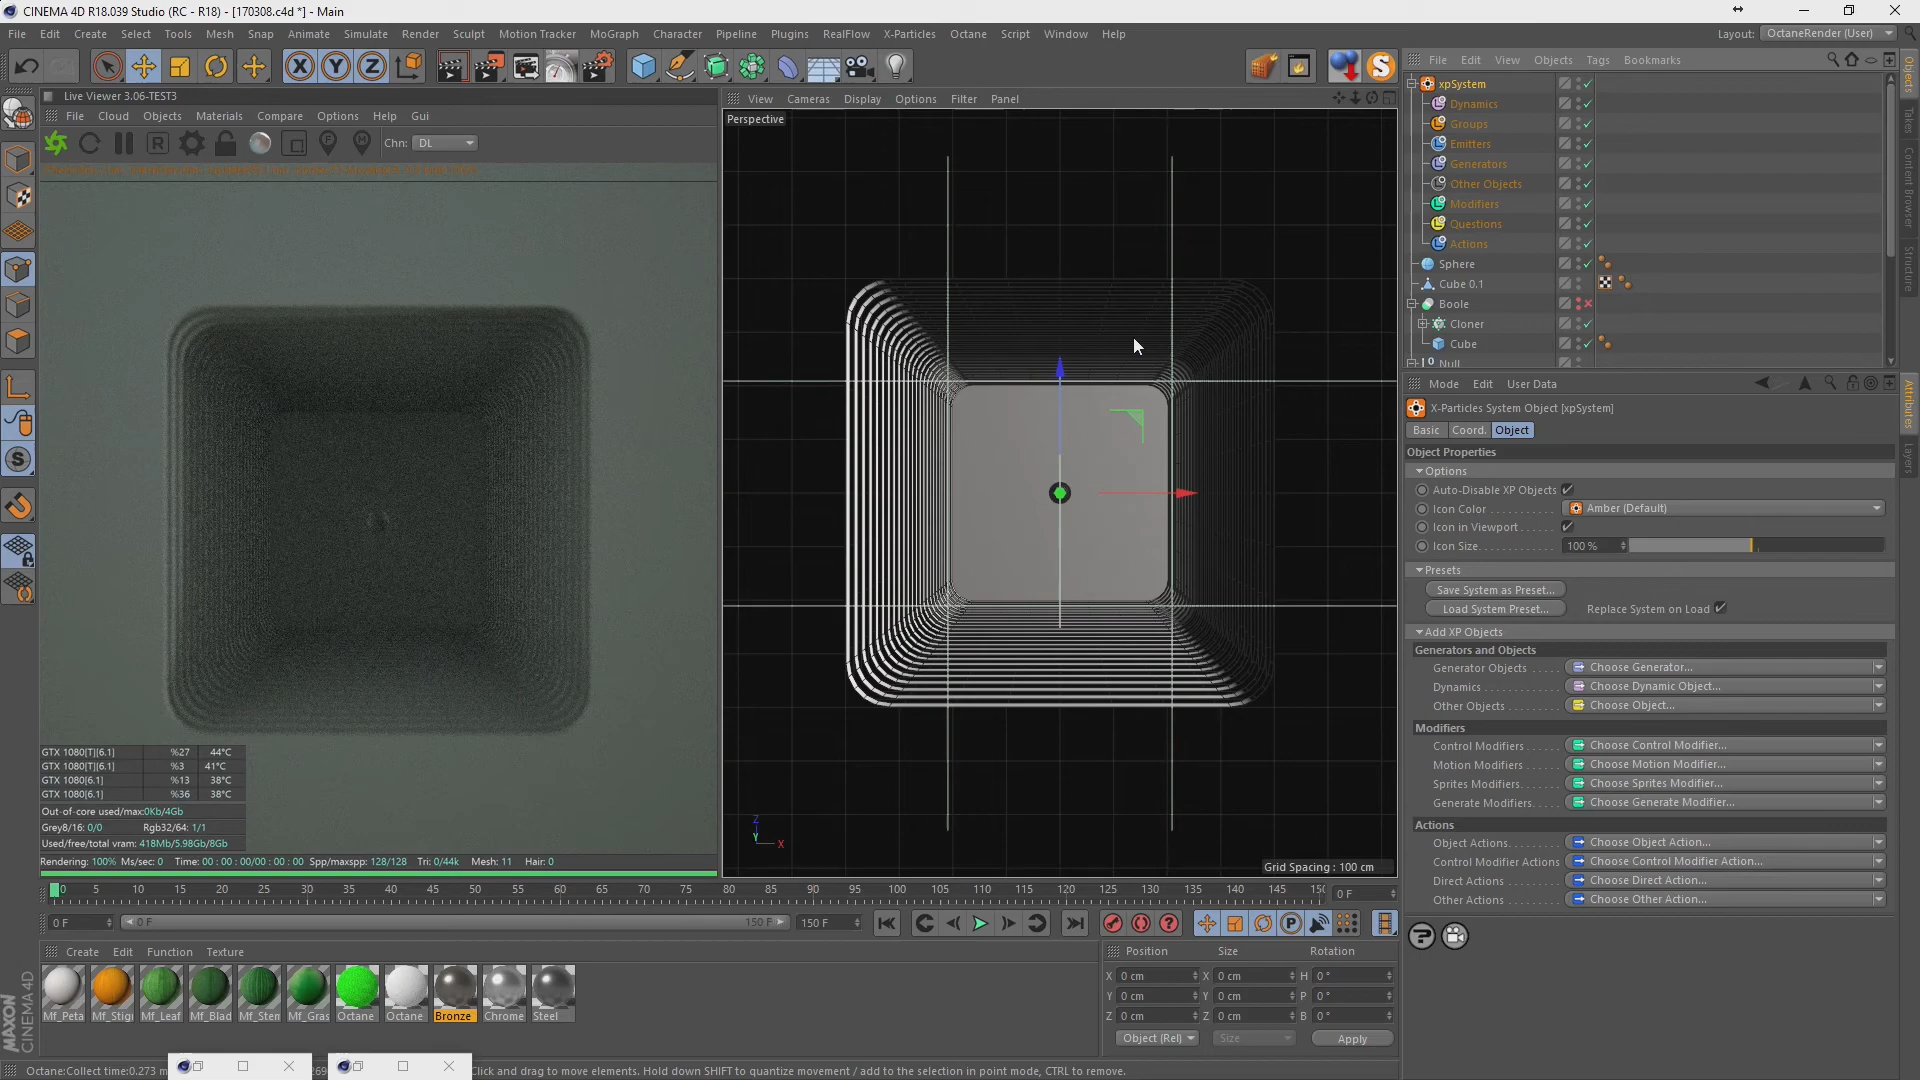 CINEMA 4D R18.039 Studio (RC - R18) - [170308.c4d *] - Main
File Edit Create Select Tools Mesh Snap Animate Simulate Render Sculpt Motion Tracker MoGraph Character Pipeline Plugins RealFlow X-Particles Octane Script Window Help
Layout: OctaneRender (User)
Live Viewer 3.06-TEST3
File Cloud Objects Materials Compare Options Help Gui
Chn: DL
View Cameras Display Options Filter Panel
Perspective
File Edit View Objects Tags Bookmarks
xpSystem
Dynamics
Groups
Emitters
Generators
Other Objects
Modifiers
Questions
Actions
Sphere
Cube 0.1
Boole
Cloner
Cube
Null
Objects
Takes
Content Browser
Structure
Mode Edit User Data
X-Particles System Object [xpSystem]
Basic Coord. Object
Object Properties
Options
Auto-Disable XP Objects
Icon Color Amber (Default)
Icon in Viewport
Icon Size 100 %
Presets
Save System as Preset...
Load System Preset... Replace System on Load
Add XP Objects
Generators and Objects
Generator Objects Choose Generator...
Dynamics Choose Dynamic Object...
Other Objects Choose Object...
Modifiers
Control Modifiers Choose Control Modifier...
Motion Modifiers Choose Motion Modifier...
Sprites Modifiers Choose Sprites Modifier...
Generate Modifiers Choose Generate Modifier...
Actions
Object Actions Choose Object Action...
Control Modifier Actions Choose Control Modifier Action...
Direct Actions Choose Direct Action...
Other Actions Choose Other Action...
Attributes
Layers
GTX 1080[T][6.1] %27 44°C
GTX 1080[T][6.1] %3 41°C
GTX 1080[6.1] %13 38°C
GTX 1080[6.1] %36 38°C
Out-of-core used/max:0Kb/4Gb
Grey8/16: 0/0 Rgb32/64: 1/1
Used/free/total vram: 418Mb/5.98Gb/8Gb
Rendering: 100% Ms/sec: 0 Time: 00 : 00 : 00/00 : 00 : 00 Spp/maxspp: 128/128 Tri: 0/44k Mesh: 11 Hair: 0
Z
Y
X
Grid Spacing : 100 cm
0 5 10 15 20 25 30 35 40 45 50 55 60 65 70 75 80 85 90 95 100 105 110 115 120 125 130 135 140 145 150
0 F
0 F 0 F 150 F 150 F
Create Edit Function Texture
Mf_Peta Mf_Stigr Mf_Leaf Mf_Blad Mf_Sten Mf_Gras Octane Octane Bronze Chrome Steel
Position Size Rotation
X 0 cm X 0 cm H 0 °
Y 0 cm Y 0 cm P 0 °
Z 0 cm Z 0 cm B 0 °
Object (Rel) Size Apply
MAXON
CINEMA 4D
Octane:Collect time:0.273 m
Click and drag to move elements. Hold down SHIFT to quantize movement / add to the selection in point mode, CTRL to remove.